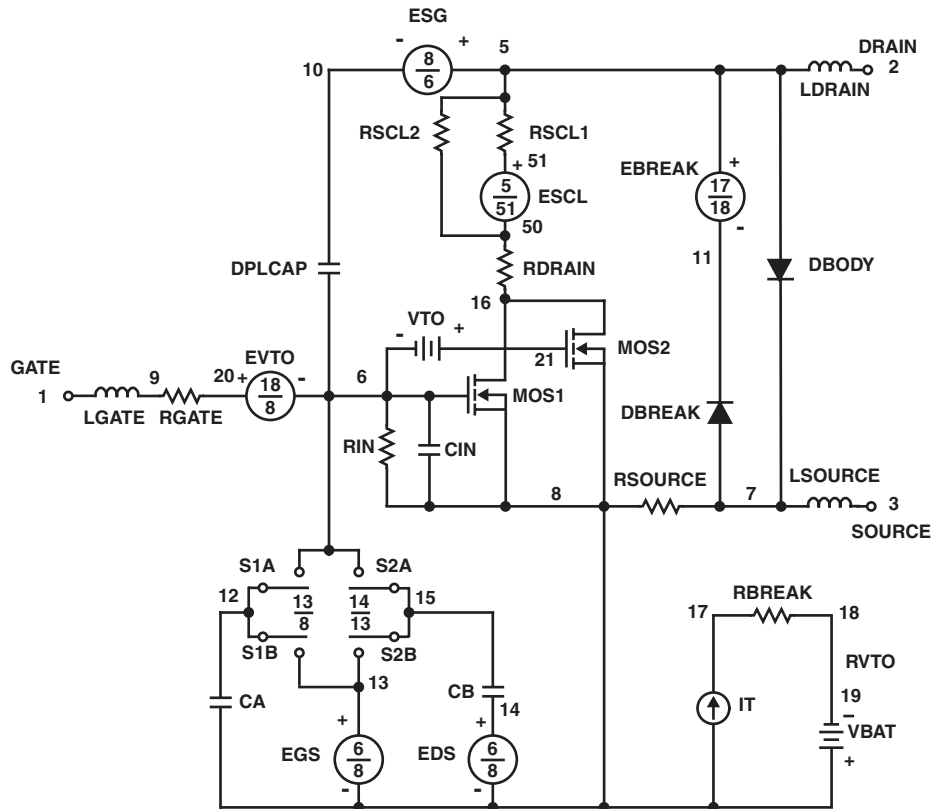 ESG
- + 5
DRAIN
2
10
8
6
LDRAIN
RSCL2
RSCL1
+ 51
EBREAK
+
17
18
-
5
51
ESCL
50
11
DPLCAP
RDRAIN
DBODY
16
- VTO +
21
MOS2
GATE
1
9
20 +
EVTO
18
8
-
6
MOS1
LGATE
RGATE
DBREAK
RIN
CIN
RSOURCE
LSOURCE
8
7
3
SOURCE
S1A
S2A
12
13
8
14
13
15
RBREAK
17
18
S1B
S2B
RVTO
13
CA
CB
14
19
IT
-
VBAT
+
+
EGS
6
8
-
+
EDS
6
8
-